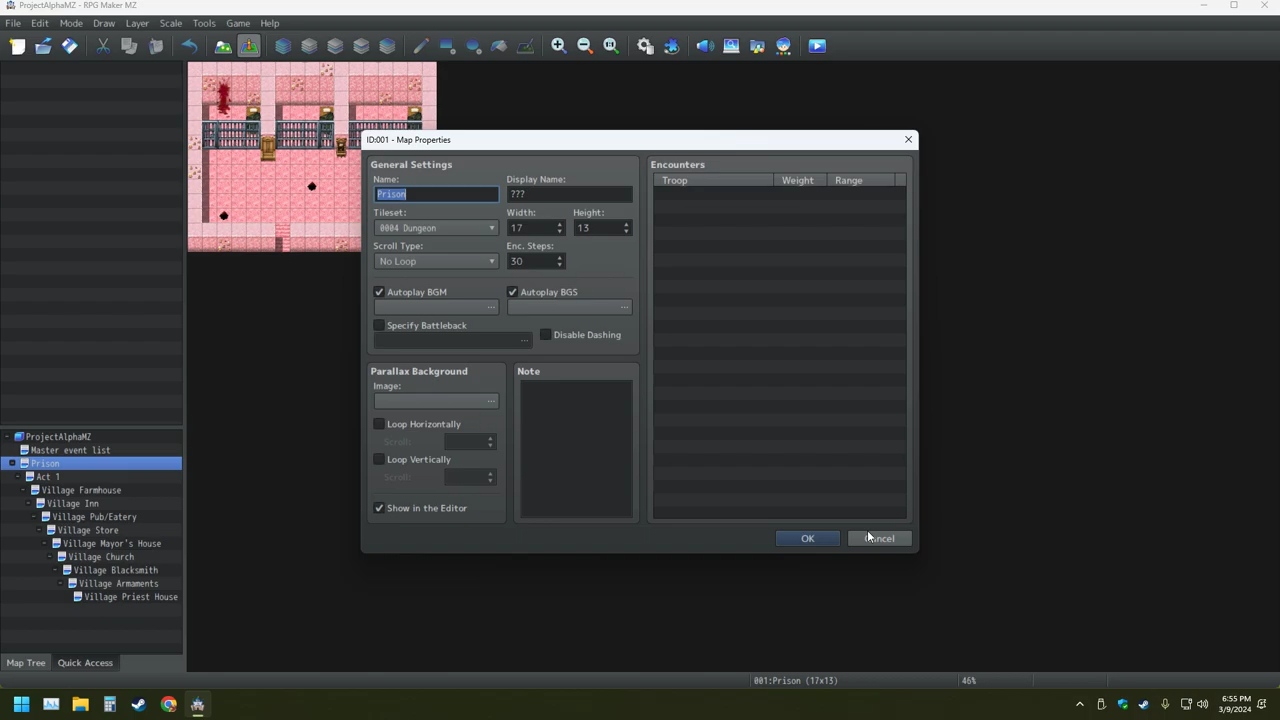 ProjectAlphaMZ - RPG Maker MZ
File Edit Mode Draw Layer Scale Tools Game Help
ID:001 - Map Properties
General Settings
Name:
Display Name:
Prison
???
Tileset:
Width:
Height:
0004 Dungeon
17
13
Scroll Type:
Enc. Steps:
No Loop
30
Autoplay BGM
Autoplay BGS
...
...
Specify Battleback
Disable Dashing
...
Parallax Background
Image:
...
Loop Horizontally
Scroll:
Loop Vertically
Scroll:
Show in the Editor
Note
Encounters
Troop Weight Range
OK
Cancel
ProjectAlphaMZ
Master event list
Prison
Act 1
Village Farmhouse
Village Inn
Village Pub/Eatery
Village Store
Village Mayor's House
Village Church
Village Blacksmith
Village Armaments
Village Priest House
Map Tree
Quick Access
001:Prison (17x13)
46%
6:55 PM
3/9/2024